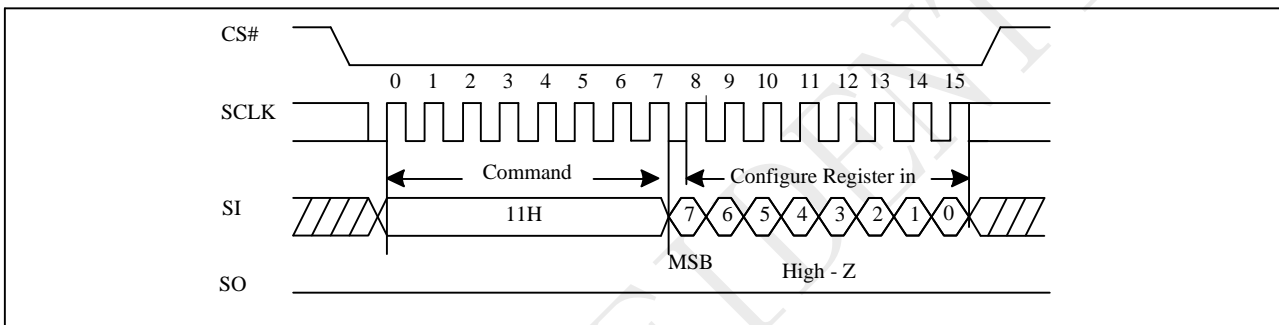 CS#
0 1 2 3 4 5 6 7 8 9 10 11 12 13 14 15
SCLK
Command Configure Register in
SI 11H 7 6 5 4 3 2 1 0
MSB High - Z
SO